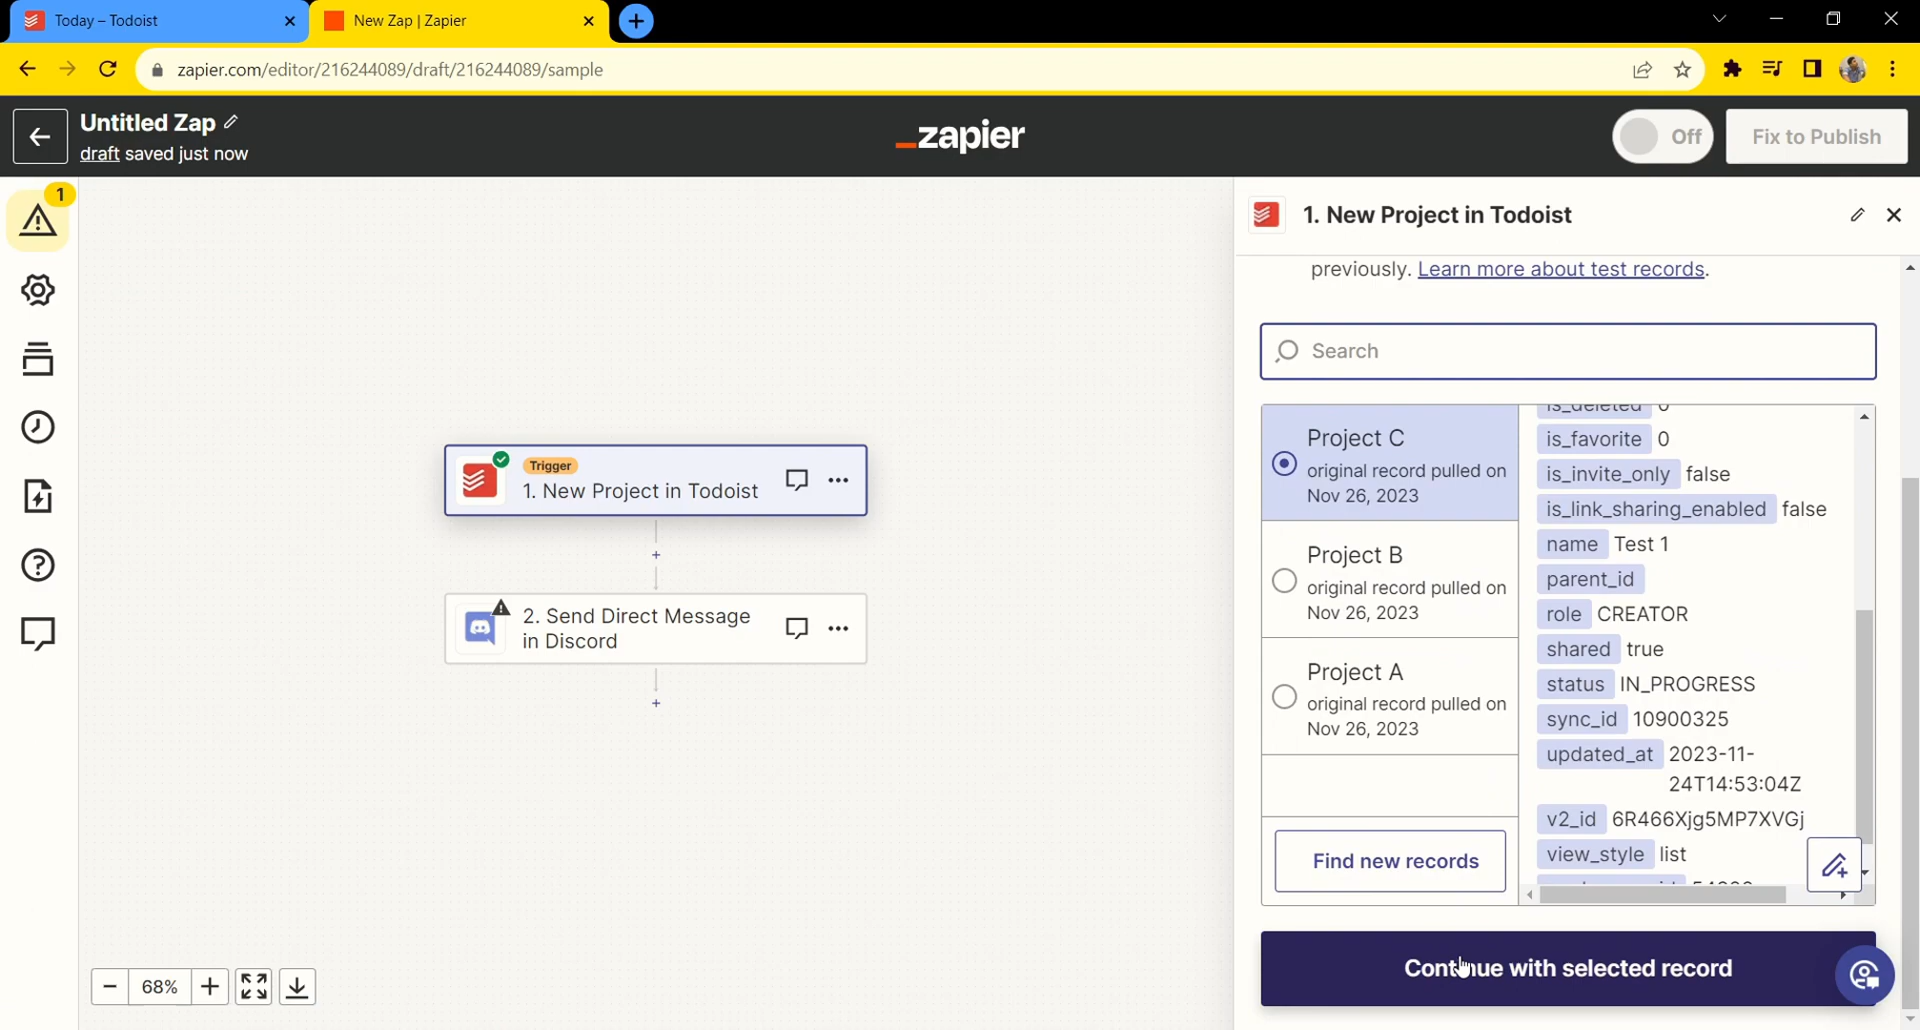 Today – Todoist
New Zap | Zapier
zapier.com/editor/216244089/draft/216244089/sample
Untitled Zap
draft saved just now
_zapier
Off
Fix to Publish
1
1. New Project in Todoist
previously. Learn more about test records.
Search
Project C
original record pulled on
Nov 26, 2023
Project B
original record pulled on
Nov 26, 2023
Project A
original record pulled on
Nov 26, 2023
Find new records
is_deleted 0
is_favorite 0
is_invite_only false
is_link_sharing_enabled false
name Test 1
parent_id
role CREATOR
shared true
status IN_PROGRESS
sync_id 10900325
updated_at 2023-11-
24T14:53:04Z
v2_id 6R466Xjg5MP7XVGj
view_style list
Continue with selected record
Trigger
1. New Project in Todoist
2. Send Direct Message
in Discord
68%